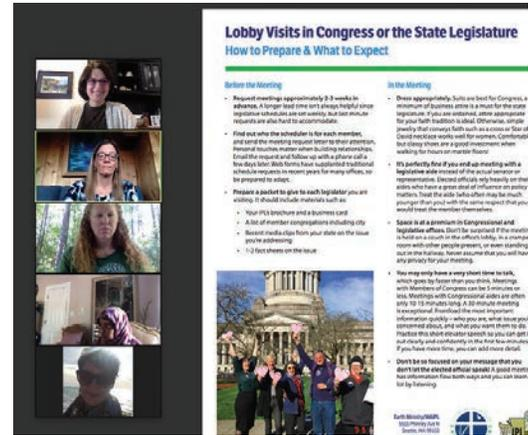 Lobby Visits in Congress or the State Legislature
How to Prepare & What to Expect
Before the Meeting
• Request meetings approximately 2-3 weeks in
advance. A longer lead time isn't always helpful since
legislative schedules are set weekly, but last minute
requests are also hard to accommodate.
• Find out who the scheduler is for each member,
and send the meeting request letter to their attention.
Personal touches matter when building relationships.
Email the request and follow up with a phone call a
few days later. Web forms have supplanted traditional
schedule requests in recent years for many offices, so
be prepared to adapt.
• Prepare a packet to give to each legislator you are
visiting. It should include materials such as:
• Your IPL's brochure and a business card
• A list of member congregations including city
• Recent media clips from your state on the issue
you're addressing
• 1-2 fact sheets on the issue
In the Meeting
• Dress appropriately. Suits are best for Congress, a
minimum of business attire is a must for the state
legislature. If you are ordained, attire appropriate
for your faith tradition is ideal. Otherwise, simple
jewelry that conveys faith such as a cross or Star of
David necklace works well for women. Comfortable
but classy shoes are a good investment when
walking for hours on marble floors!
• It's perfectly fine if you end up meeting with a
legislative aide instead of the actual senator or
representative. Elected officials rely heavily on their
aides who have a great deal of influence on policy
matters. Treat the aide (who often may be much
younger than you) with the same respect that you
would treat the member themselves.
• Space is at a premium in Congressional and
legislative offices. Don't be surprised if the meeting
is held on a couch in the office's lobby, in a cramped
room with other people present, or even standing
out in the hallway. Never assume that you will have
any privacy for your meeting.
• You may only have a very short time to talk,
which goes by faster than you think. Meetings
with Members of Congress can be 5 minutes or
less. Meetings with Congressional aides are often
only 10-15 minutes long. A 30 minute meeting
is exceptional. Frontload the most important
information quickly – who you are, what issue you're
concerned about, and what you want them to do.
Practice this short elevator speech so you can get it
out clearly and confidently in the first few minutes.
If you have more time, you can add more detail.
• Don't be so focused on your message that you
don't let the elected official speak! A good meeting
has information flow both ways and you can learn a
lot by listening.
Earth Ministry/WAIPL
Seattle, WA
IPL